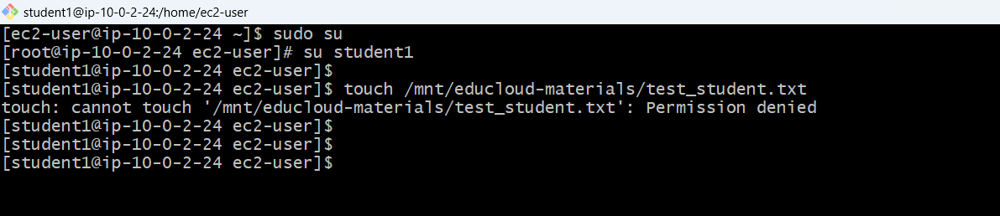 student1@ip-10-0-2-24:/home/ec2-user
[ec2-user@ip-10-0-2-24 ~]$ sudo su
[root@ip-10-0-2-24 ec2-user]# su student1
[student1@ip-10-0-2-24 ec2-user]$
[student1@ip-10-0-2-24 ec2-user]$ touch /mnt/educloud-materials/test_student.txt
touch: cannot touch '/mnt/educloud-materials/test_student.txt': Permission denied
[student1@ip-10-0-2-24 ec2-user]$
[student1@ip-10-0-2-24 ec2-user]$
[student1@ip-10-0-2-24 ec2-user]$